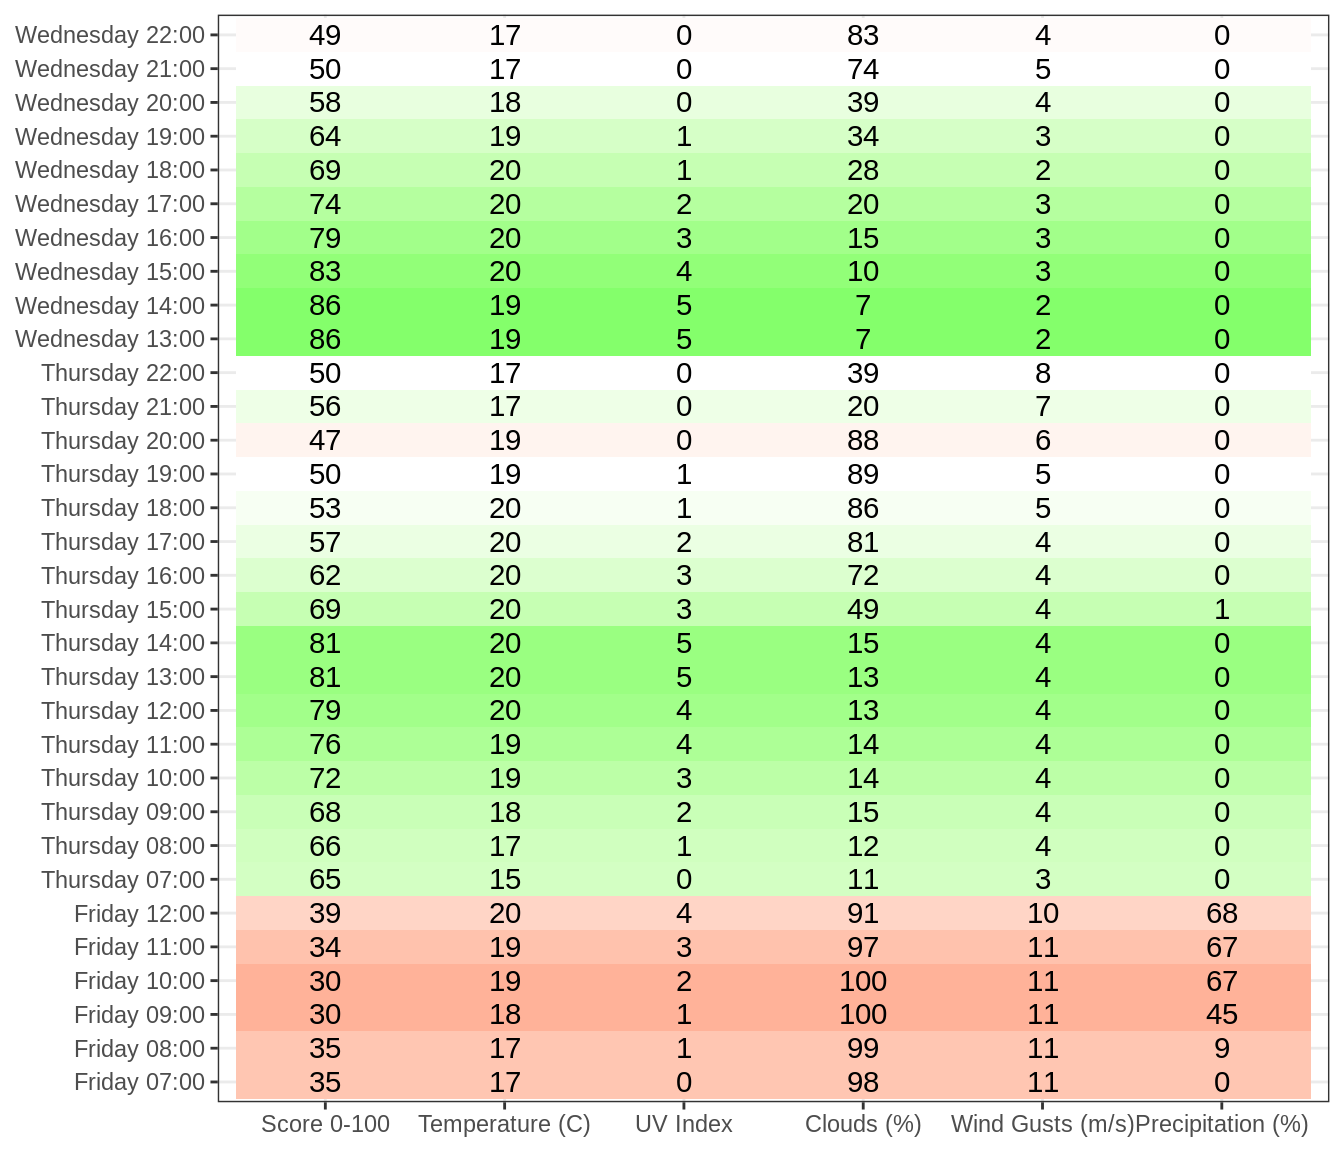 Wednesday 22:00 49 17 0 83 4 0
Wednesday 21:00 50 17 0 74 5 0
Wednesday 20:00 58 18 0 39 4 0
Wednesday 19:00 64 19 1 34 3 0
Wednesday 18:00 69 20 1 28 2 0
Wednesday 17:00 74 20 2 20 3 0
Wednesday 16:00 79 20 3 15 3 0
Wednesday 15:00 83 20 4 10 3 0
Wednesday 14:00 86 19 5 7 2 0
Wednesday 13:00 86 19 5 7 2 0
Thursday 22:00 50 17 0 39 8 0
Thursday 21:00 56 17 0 20 7 0
Thursday 20:00 47 19 0 88 6 0
Thursday 19:00 50 19 1 89 5 0
Thursday 18:00 53 20 1 86 5 0
Thursday 17:00 57 20 2 81 4 0
Thursday 16:00 62 20 3 72 4 0
Thursday 15:00 69 20 3 49 4 1
Thursday 14:00 81 20 5 15 4 0
Thursday 13:00 81 20 5 13 4 0
Thursday 12:00 79 20 4 13 4 0
Thursday 11:00 76 19 4 14 4 0
Thursday 10:00 72 19 3 14 4 0
Thursday 09:00 68 18 2 15 4 0
Thursday 08:00 66 17 1 12 4 0
Thursday 07:00 65 15 0 11 3 0
Friday 12:00 39 20 4 91 10 68
Friday 11:00 34 19 3 97 11 67
Friday 10:00 30 19 2 100 11 67
Friday 09:00 30 18 1 100 11 45
Friday 08:00 35 17 1 99 11 9
Friday 07:00 35 17 0 98 11 0
Score 0-100 Temperature (C) UV Index Clouds (%) Wind Gusts (m/s) Precipitation (%)